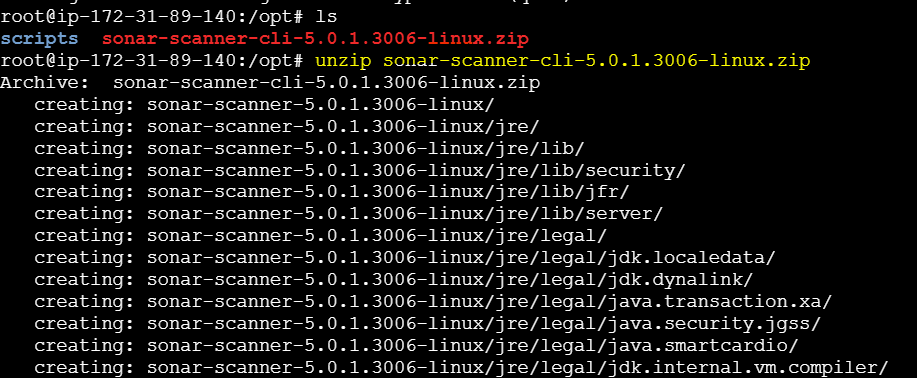 root@ip-172-31-89-140:/opt# ls
scripts  sonar-scanner-cli-5.0.1.3006-linux.zip
root@ip-172-31-89-140:/opt# unzip sonar-scanner-cli-5.0.1.3006-linux.zip
Archive:  sonar-scanner-cli-5.0.1.3006-linux.zip
   creating: sonar-scanner-5.0.1.3006-linux/
   creating: sonar-scanner-5.0.1.3006-linux/jre/
   creating: sonar-scanner-5.0.1.3006-linux/jre/lib/
   creating: sonar-scanner-5.0.1.3006-linux/jre/lib/security/
   creating: sonar-scanner-5.0.1.3006-linux/jre/lib/jfr/
   creating: sonar-scanner-5.0.1.3006-linux/jre/lib/server/
   creating: sonar-scanner-5.0.1.3006-linux/jre/legal/
   creating: sonar-scanner-5.0.1.3006-linux/jre/legal/jdk.localedata/
   creating: sonar-scanner-5.0.1.3006-linux/jre/legal/jdk.dynalink/
   creating: sonar-scanner-5.0.1.3006-linux/jre/legal/java.transaction.xa/
   creating: sonar-scanner-5.0.1.3006-linux/jre/legal/java.security.jgss/
   creating: sonar-scanner-5.0.1.3006-linux/jre/legal/java.smartcardio/
   creating: sonar-scanner-5.0.1.3006-linux/jre/legal/jdk.internal.vm.compiler/